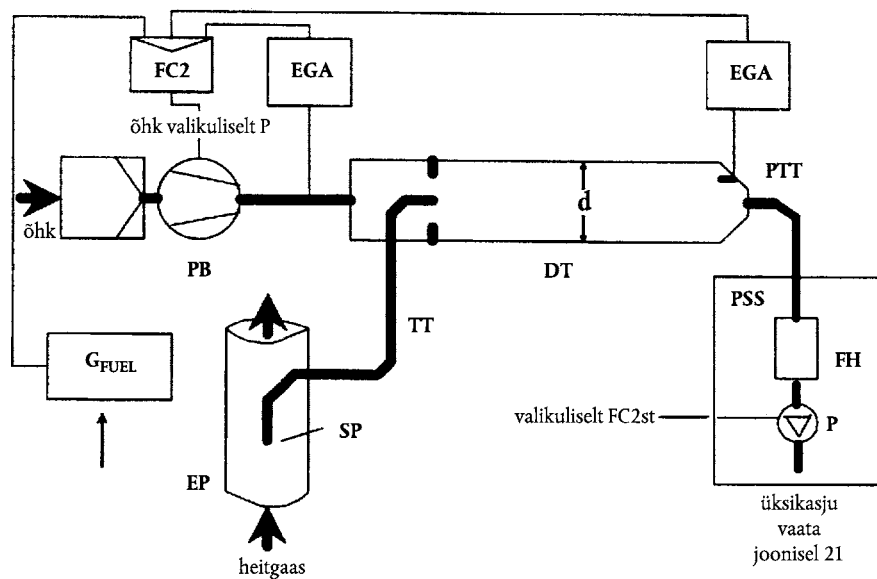 FC2
EGA
EGA
õhk valikuliselt P
PTT
õhk
d
PB
DT
PSS
TT
G_FUEL
FH
valikuliselt FC2st
P
SP
EP
heitgaas
üksikasju
vaata
joonisel 21